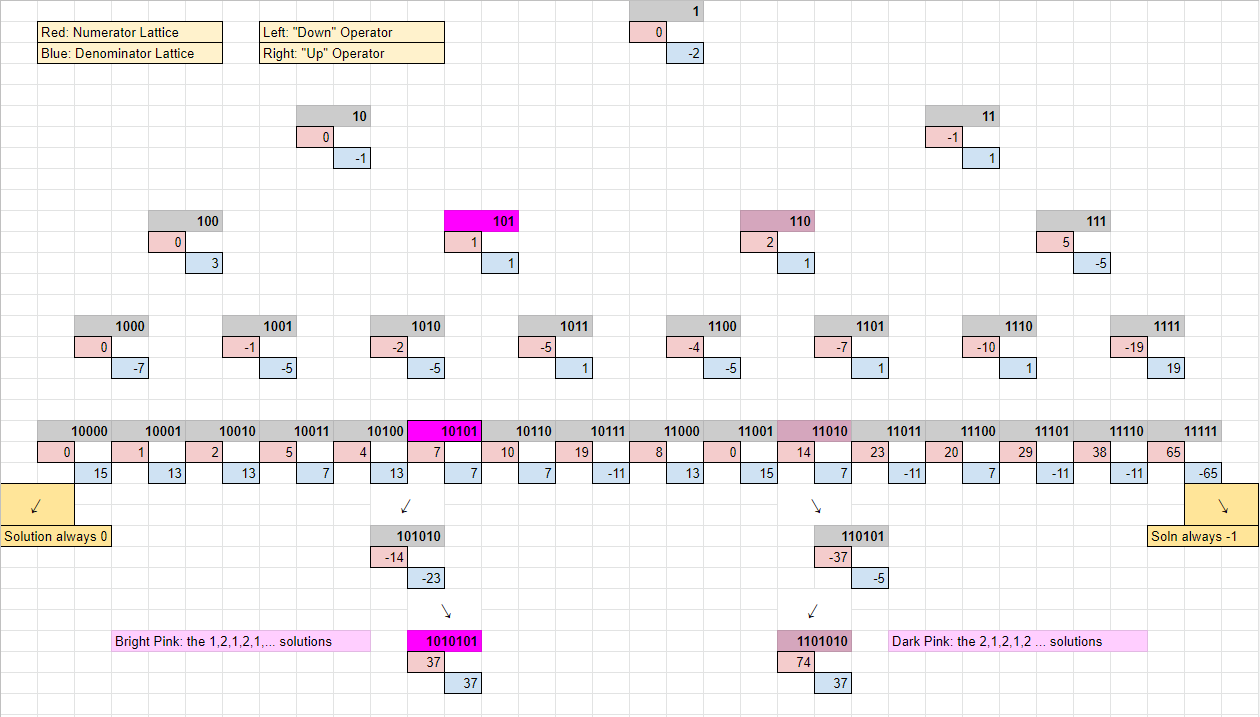 1
Red: Numerator Lattice Left: "Down" Operator 0
Blue: Denominator Lattice Right: "Up" Operator -2
10 11
0 -1
-1 1
100 101 110 111
0 1 2 5
3 1 1 -5
1000 1001 1010 1011 1100 1101 1110 1111
0 -1 -2 -5 -4 -7 -10 -19
-7 -5 -5 1 -5 1 1 19
10000 10001 10010 10011 10100 10101 10110 10111 11000 11001 11010 11011 11100 11101 11110 11111
0 1 2 5 4 7 10 19 8 0 14 23 20 29 38 65
15 13 13 7 13 7 7 -11 13 15 7 -11 7 -11 -11 -65
↙ ↙ ↘ ↘
Solution always 0 101010 110101 Soln always -1
-14 -37
-23 -5
↘ ↙
Bright Pink: the 1,2,1,2,1,... solutions 1010101 1101010 Dark Pink: the 2,1,2,1,2 ... solutions
37 74
37 37